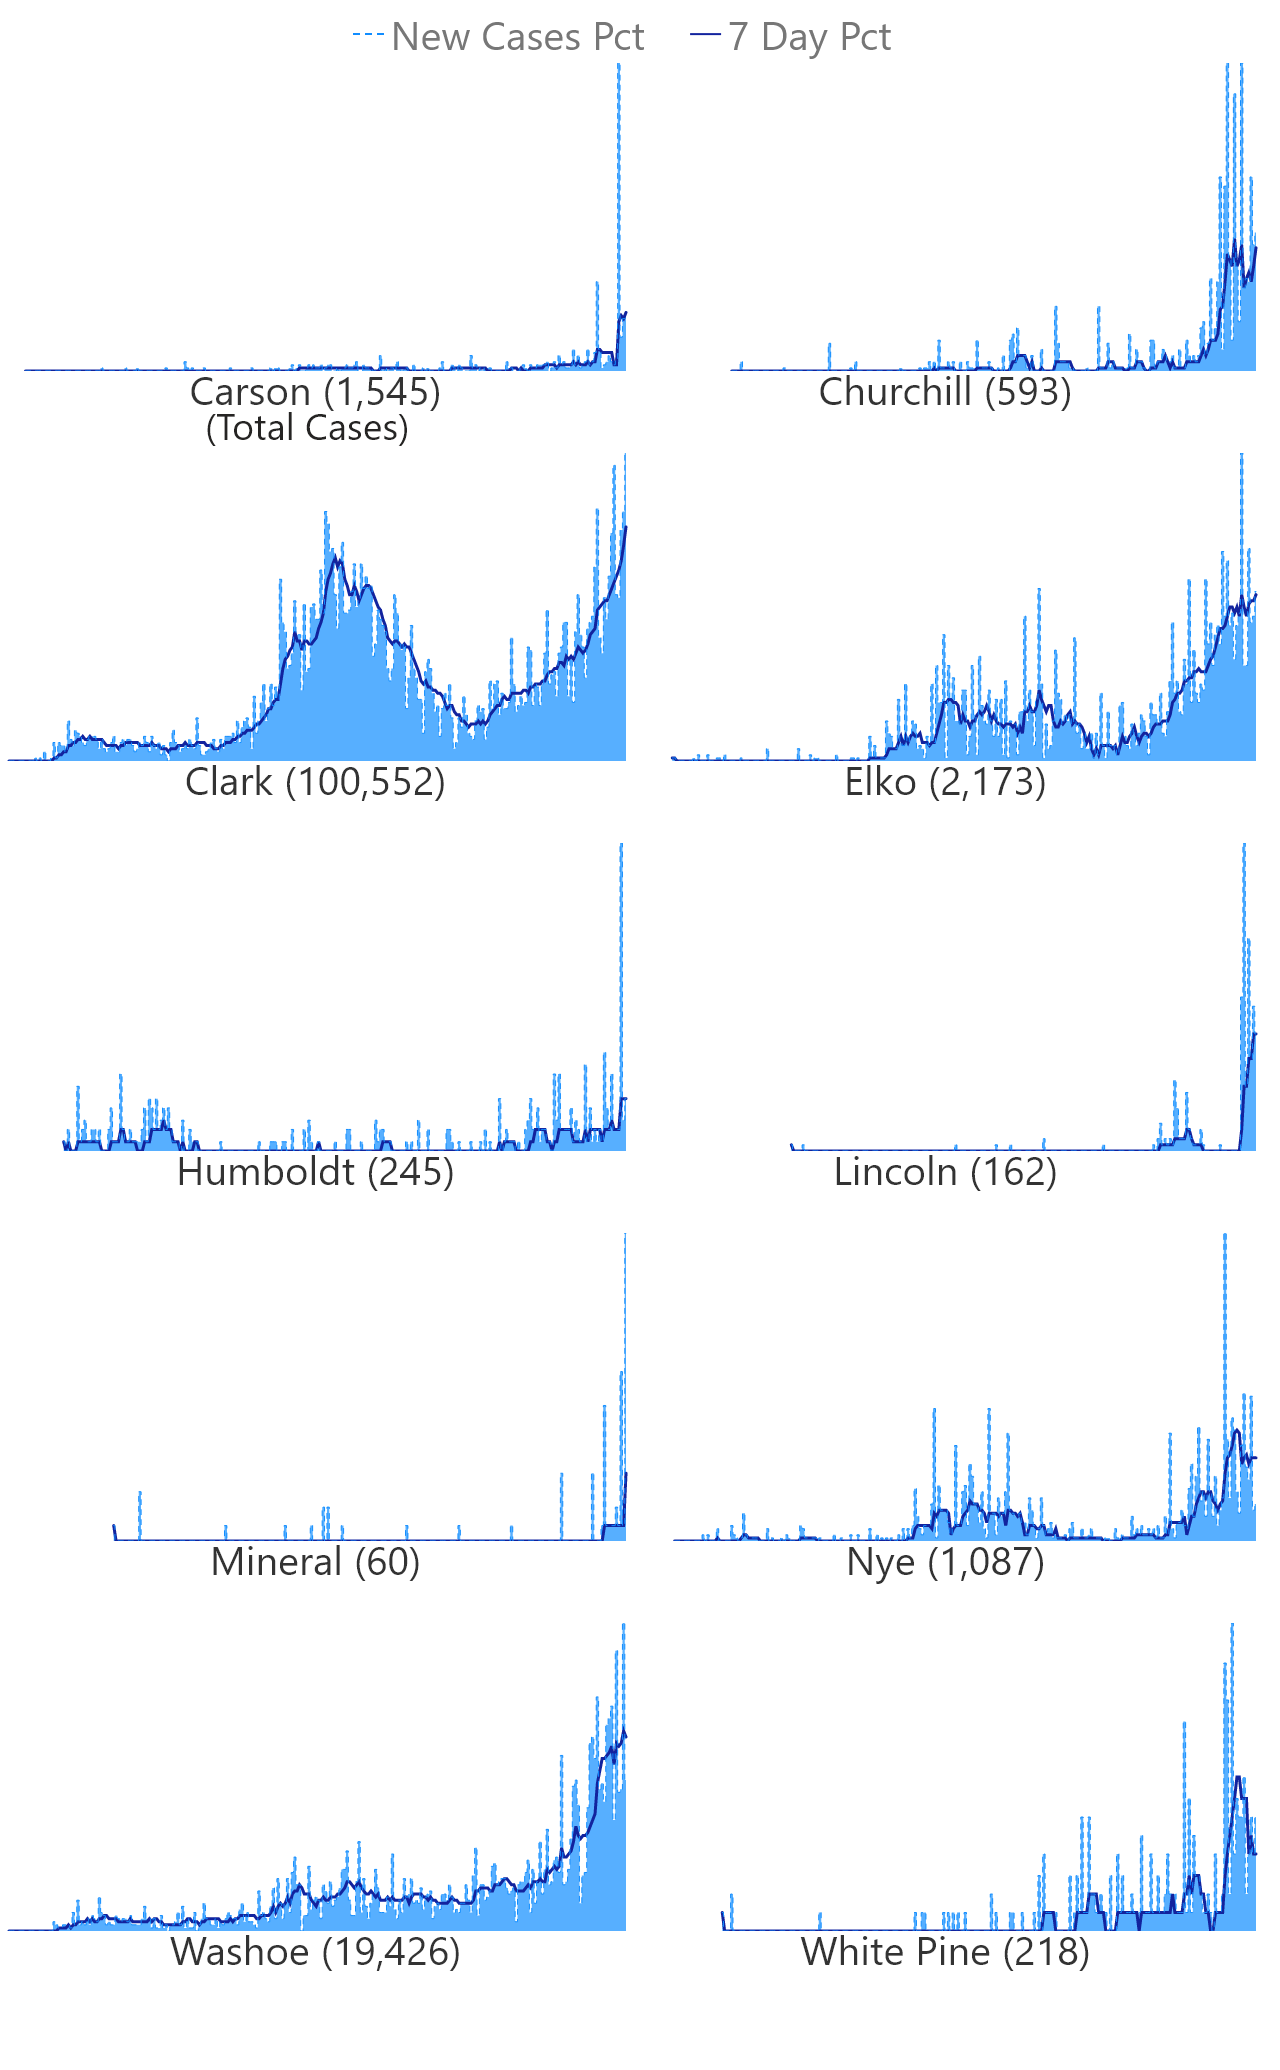 New Cases Pct 7 Day Pct
Carson (1,545) Churchill (593)
(Total Cases)
Clark (100,552) Elko (2,173)
Humboldt (245) Lincoln (162)
Mineral (60) Nye (1,087)
Washoe (19,426) White Pine (218)